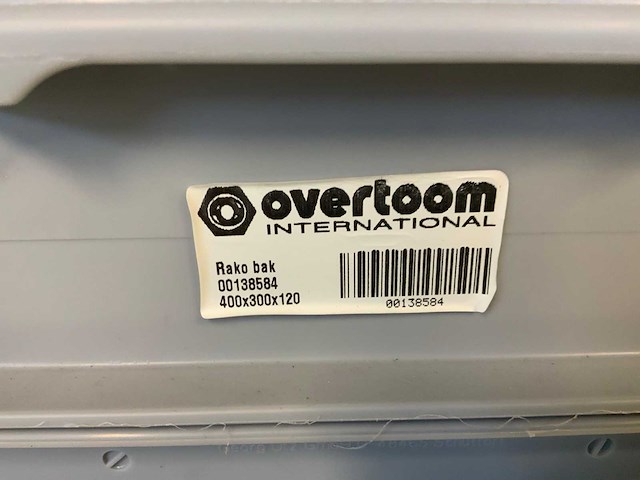 overtoom
INTERNATIONAL
Rako bak
00138584
400x300x120
00138584